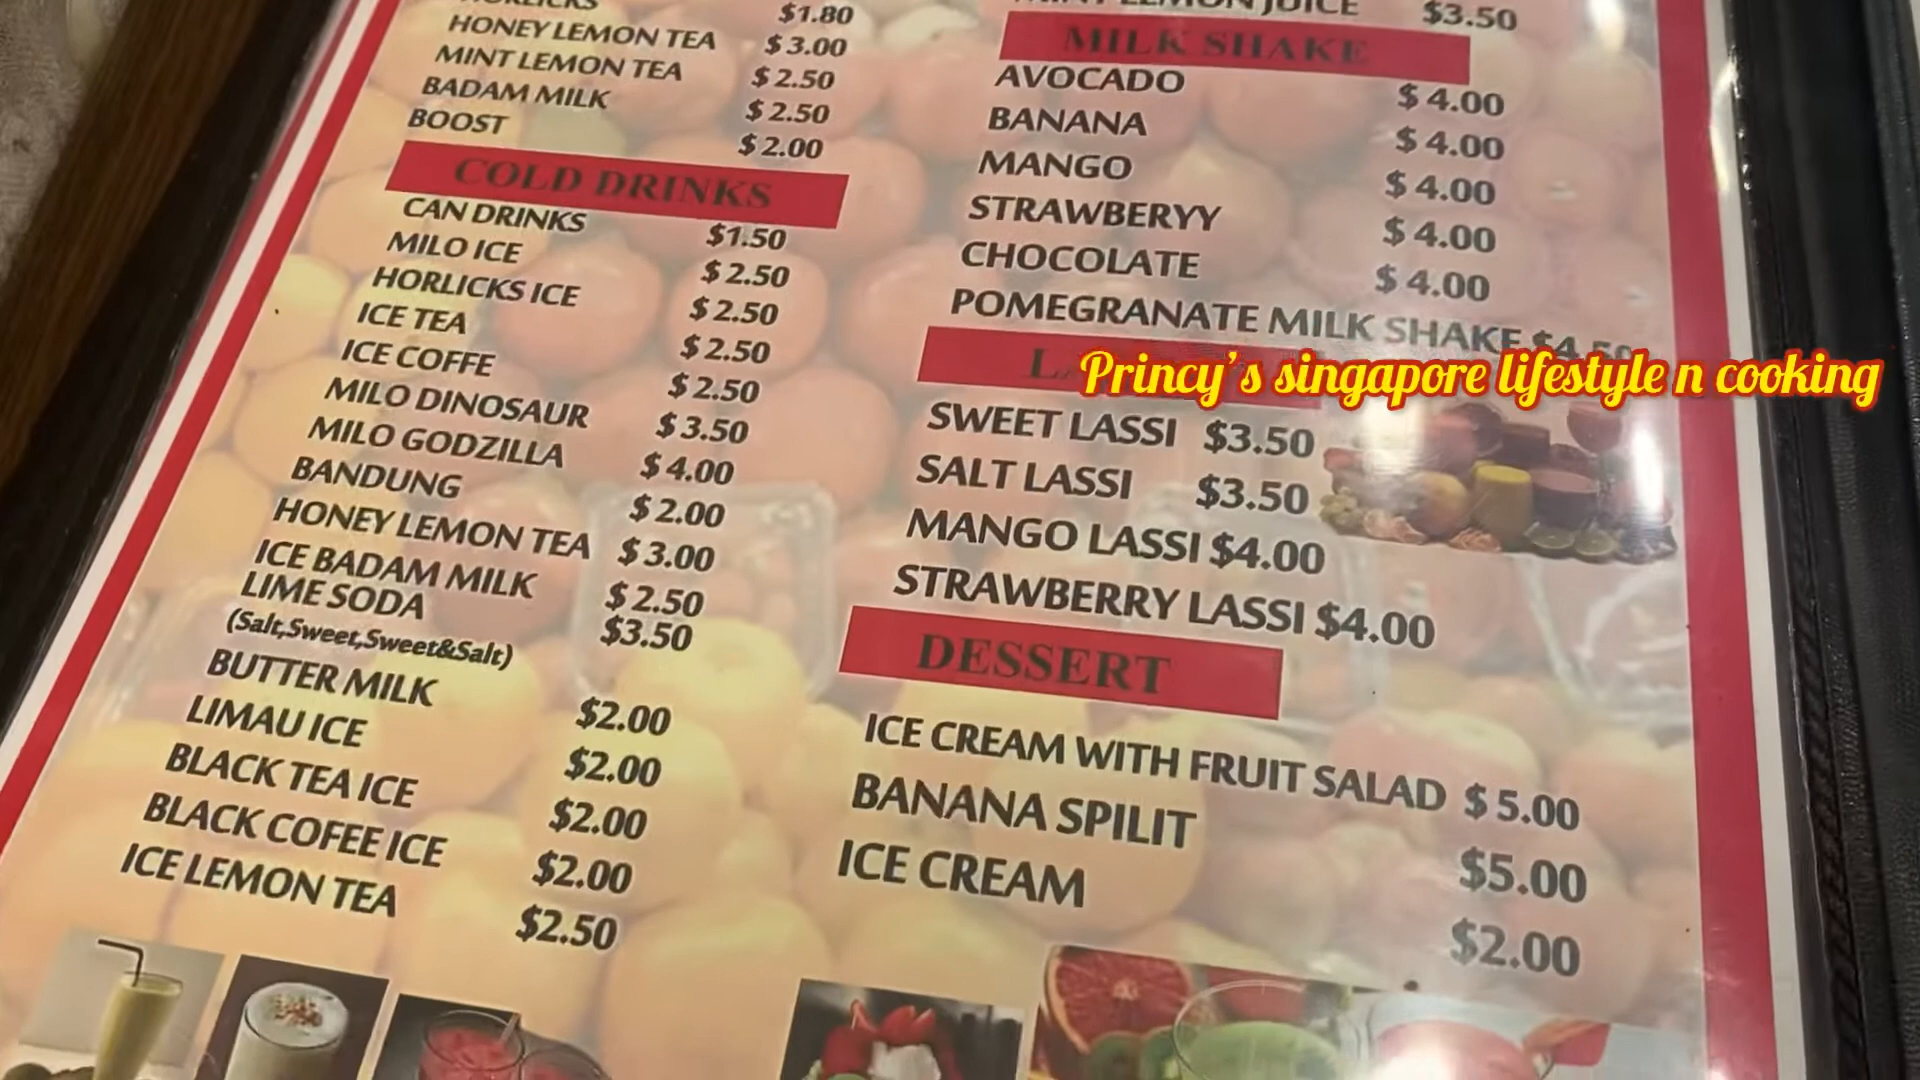 HORLICKS $1.80
HONEY LEMON TEA $3.00
MINT LEMON TEA $2.50
BADAM MILK $2.50
BOOST $2.00
COLD DRINKS
CAN DRINKS $1.50
MILO ICE $2.50
HORLICKS ICE $2.50
ICE TEA $2.50
ICE COFFE $2.50
MILO DINOSAUR $3.50
MILO GODZILLA $4.00
BANDUNG $2.00
HONEY LEMON TEA $3.00
ICE BADAM MILK $2.50
LIME SODA $3.50
(Salt,Sweet,Sweet&Salt)
BUTTER MILK $2.00
LIMAU ICE $2.00
BLACK TEA ICE $2.00
BLACK COFEE ICE $2.00
ICE LEMON TEA $2.50
MINT LEMON JUICE $3.50
MILK SHAKE
AVOCADO $4.00
BANANA $4.00
MANGO $4.00
STRAWBERYY $4.00
CHOCOLATE $4.00
POMEGRANATE MILK SHAKE $4.50
Princy's singapore lifestyle n cooking
SWEET LASSI $3.50
SALT LASSI $3.50
MANGO LASSI $4.00
STRAWBERRY LASSI $4.00
DESSERT
ICE CREAM WITH FRUIT SALAD $5.00
BANANA SPILIT $5.00
ICE CREAM $2.00